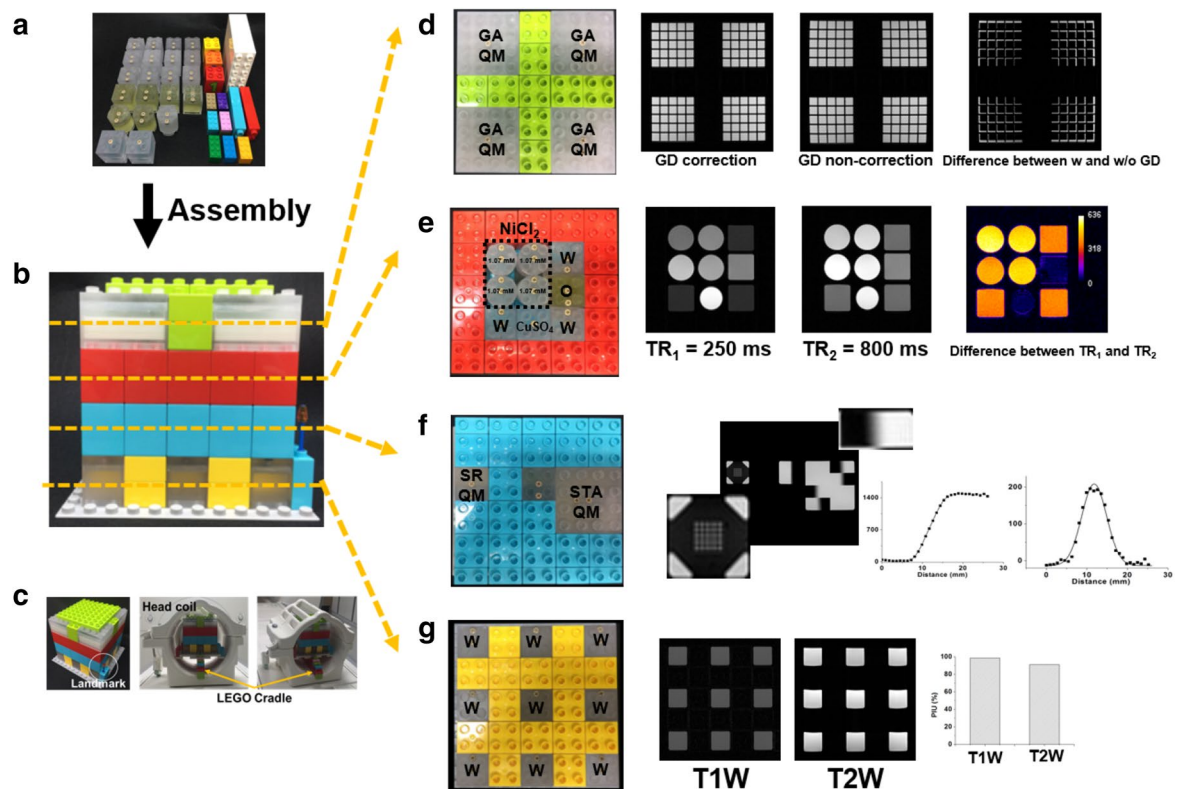 a
Assembly
b
c
Landmark
Head coil
LEGO Cradle
d
GA GA
QM QM
GA GA
QM QM
GD correction
GD non-correction
Difference between w and w/o GD
e
NiCl₂
1.07 mM 1.07 mM
1.07 mM 1.07 mM
W
O
W CuSO₄ W
TR₁ = 250 ms
TR₂ = 800 ms
636
318
0
Difference between TR₁ and TR₂
f
SR
QM
STA
QM
1400
700
0
0 10 20 30
Distance (mm)
200
100
0
0 10 20
Distance (mm)
g
W W W
W W W
W W W
T1W
T2W
PIU (%)
100
80
60
40
20
0
T1W T2W